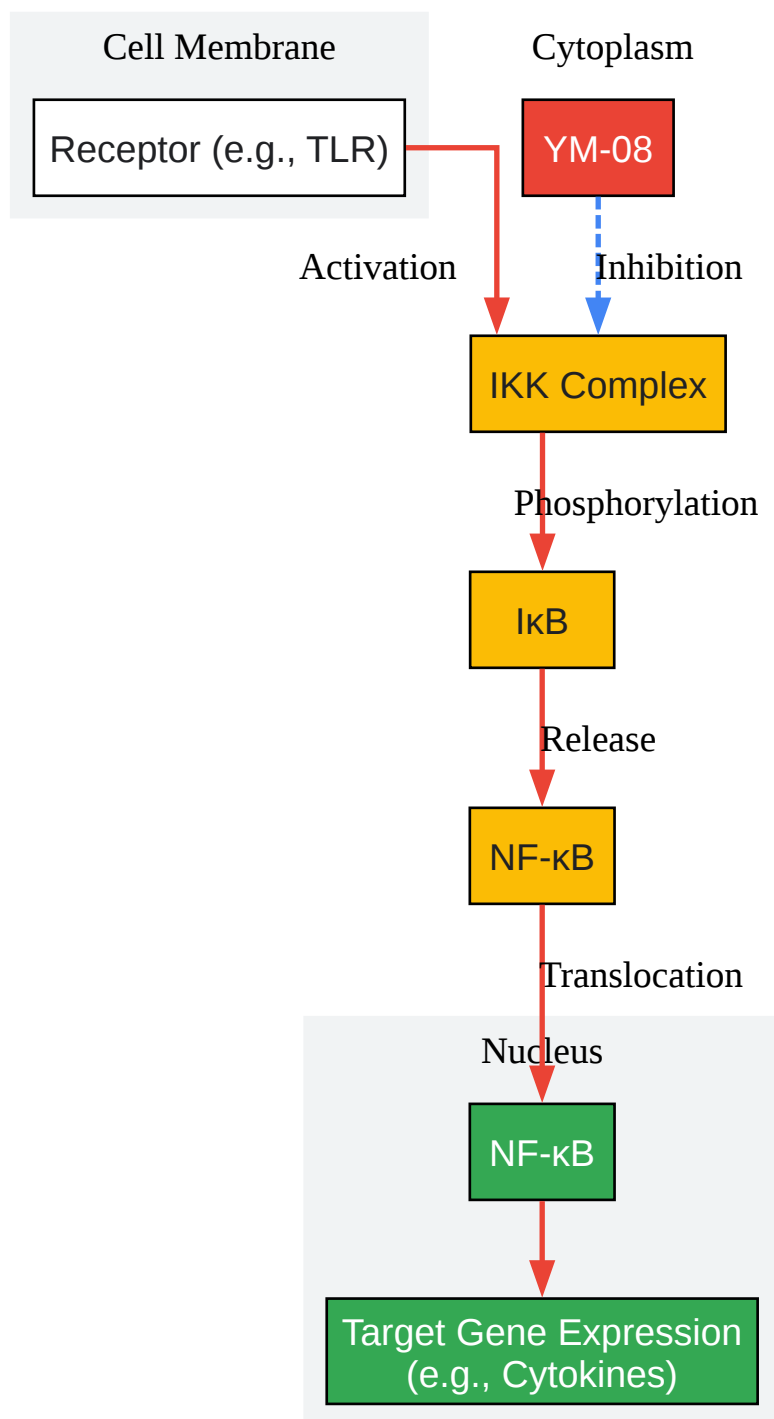 Cell Membrane
Cytoplasm
Receptor (e.g., TLR)
YM-08
Activation
Inhibition
IKK Complex
Phosphorylation
IκB
Release
NF-κB
Translocation
Nucleus
NF-κB
Target Gene Expression
(e.g., Cytokines)